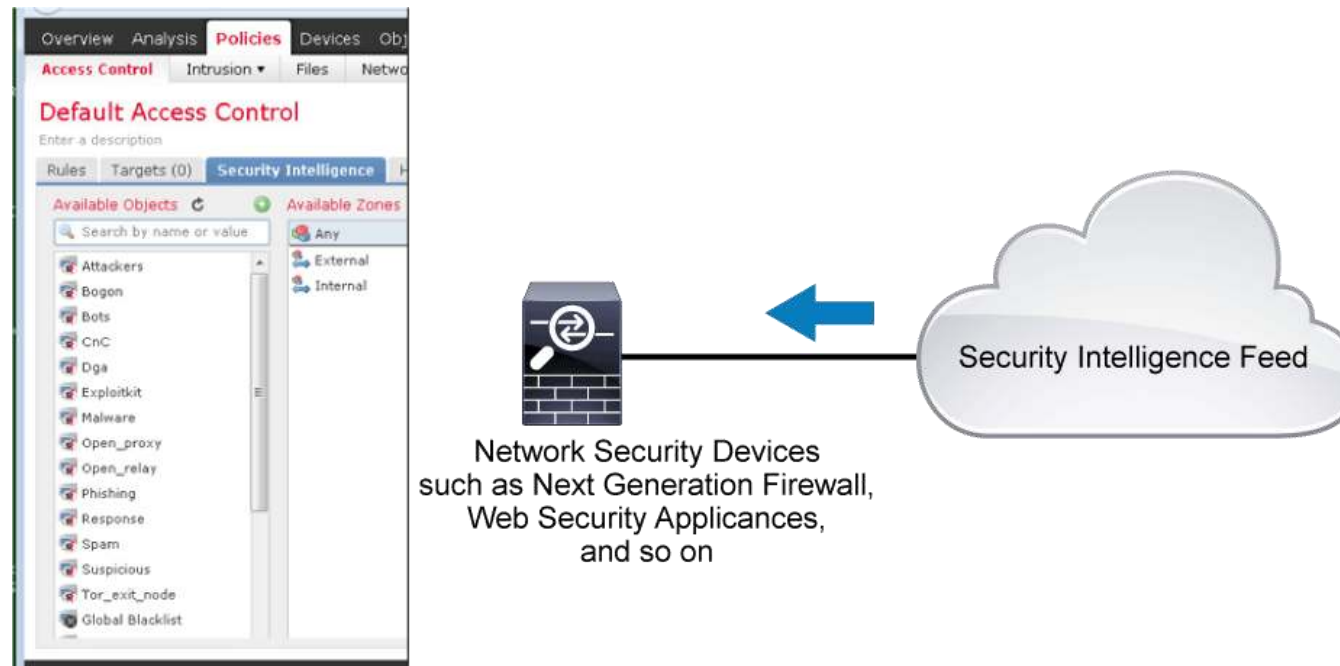 Overview Analysis Policies Devices Obj
Access Control Intrusion ▾ Files Netwo
Default Access Control
Enter a description
Rules Targets (0) Security Intelligence H
Available Objects
Available Zones
Search by name or value
Any
External
Internal
Attackers
Bogon
Bots
CnC
Dga
Exploitkit
Malware
Open_proxy
Open_relay
Phishing
Response
Spam
Suspicious
Tor_exit_node
Global Blacklist
Network Security Devices
such as Next Generation Firewall,
Web Security Applicances,
and so on
Security Intelligence Feed